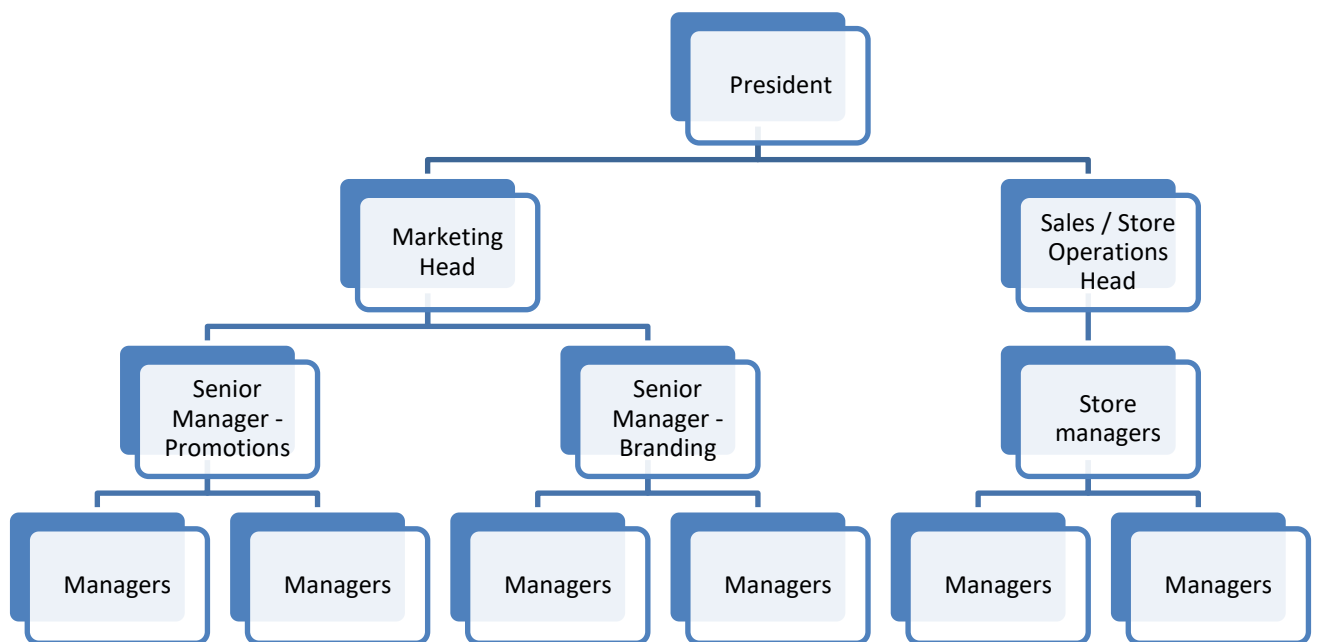 President
Marketing
Head
Sales / Store
Operations
Head
Senior
Manager -
Promotions
Senior
Manager -
Branding
Store
managers
Managers
Managers
Managers
Managers
Managers
Managers